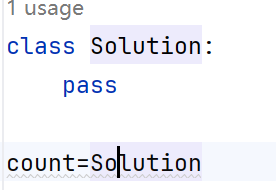 1 usage
class Solution:
    pass
count=Solution